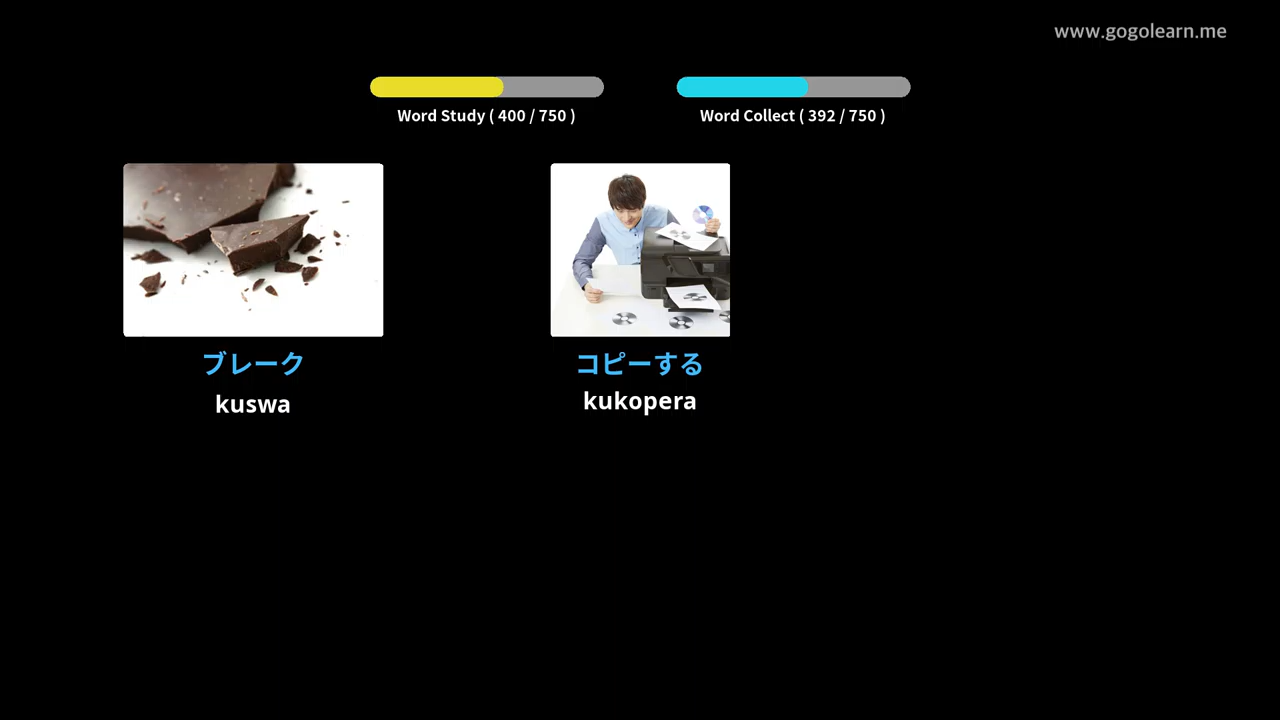 www.gogolearn.me
Word Study ( 400 / 750 )
Word Collect ( 392 / 750 )
ブレーク
kuswa
コピーする
kukopera